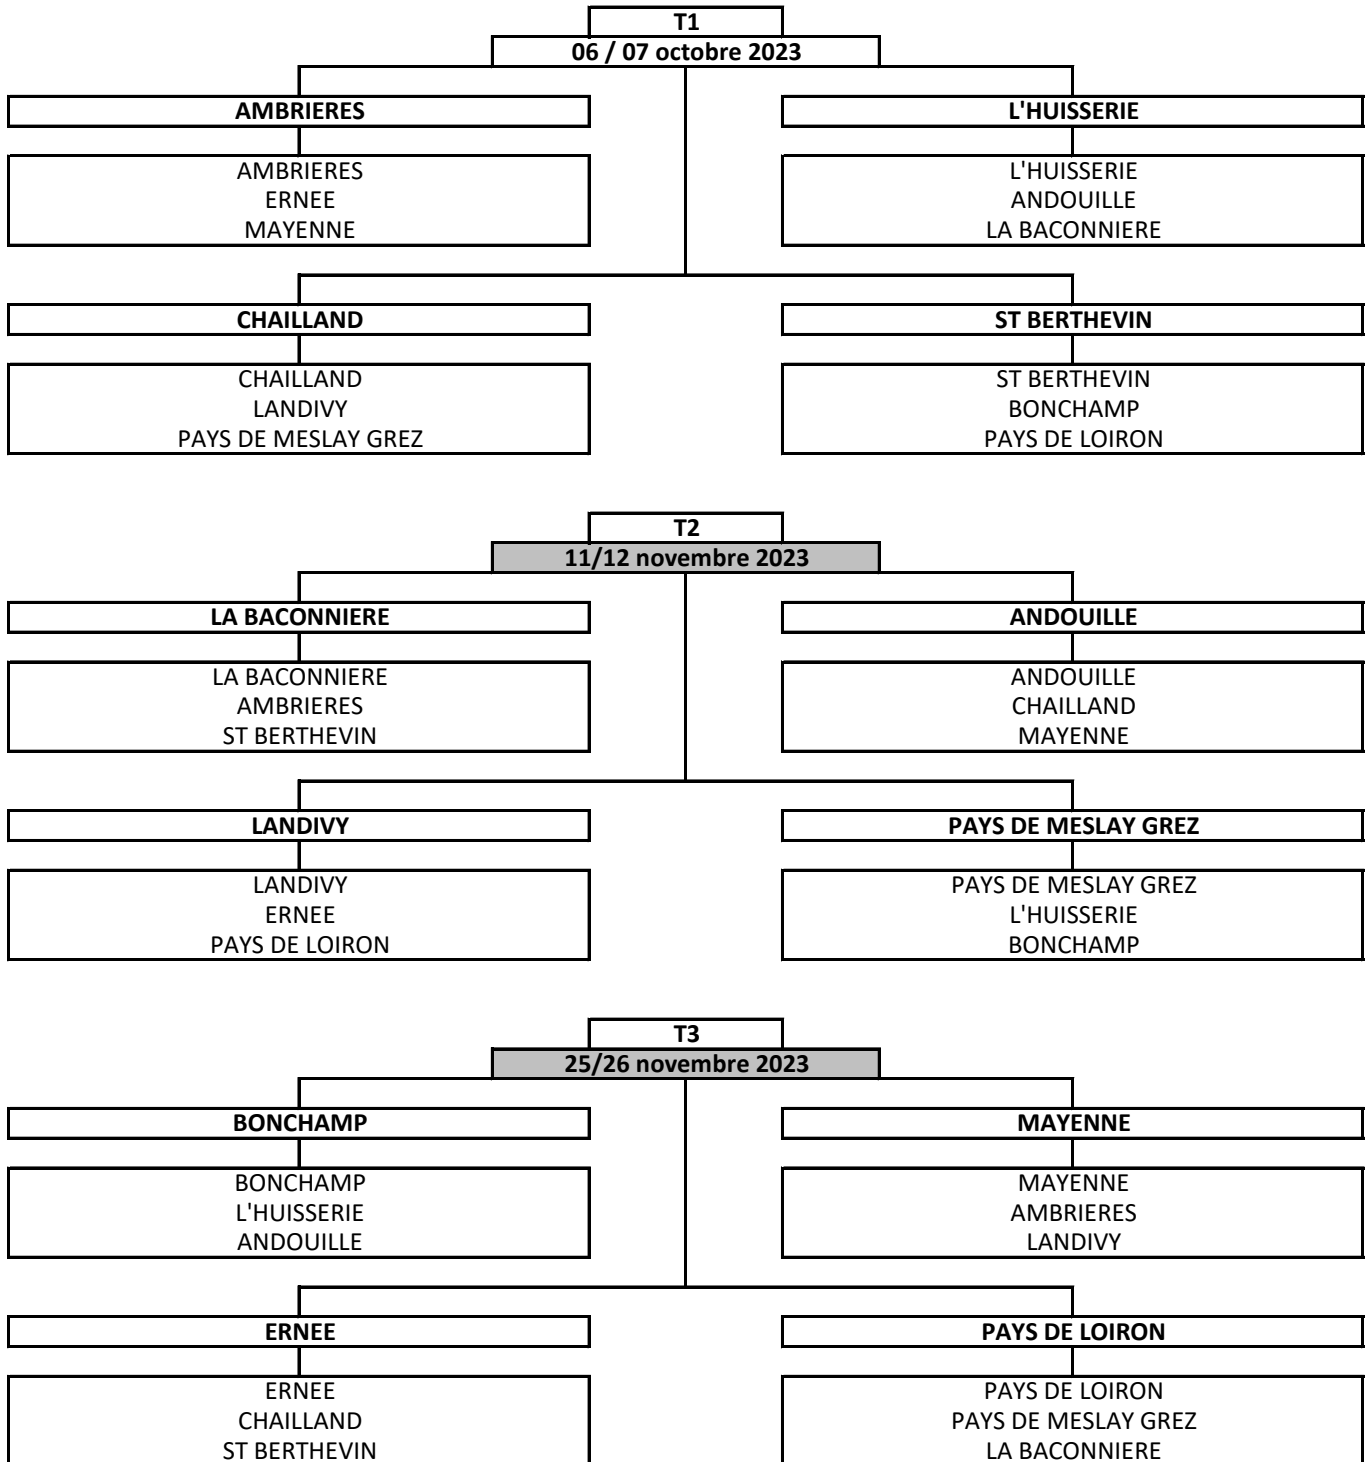 T1
06 / 07 octobre 2023
AMBRIERES
L'HUISSERIE
AMBRIERES
ERNEE
MAYENNE
L'HUISSERIE
ANDOUILLE
LA BACONNIERE
CHAILLAND
ST BERTHEVIN
CHAILLAND
LANDIVY
PAYS DE MESLAY GREZ
ST BERTHEVIN
BONCHAMP
PAYS DE LOIRON
T2
11/12 novembre 2023
LA BACONNIERE
ANDOUILLE
LA BACONNIERE
AMBRIERES
ST BERTHEVIN
ANDOUILLE
CHAILLAND
MAYENNE
LANDIVY
PAYS DE MESLAY GREZ
LANDIVY
ERNEE
PAYS DE LOIRON
PAYS DE MESLAY GREZ
L'HUISSERIE
BONCHAMP
T3
25/26 novembre 2023
BONCHAMP
MAYENNE
BONCHAMP
L'HUISSERIE
ANDOUILLE
MAYENNE
AMBRIERES
LANDIVY
ERNEE
PAYS DE LOIRON
ERNEE
CHAILLAND
ST BERTHEVIN
PAYS DE LOIRON
PAYS DE MESLAY GREZ
LA BACONNIERE